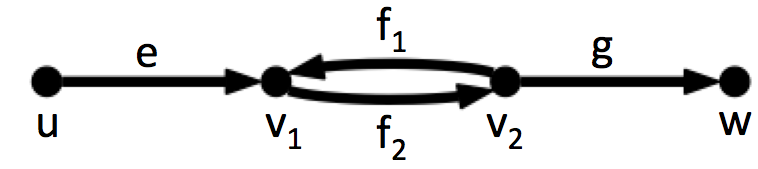 f₁
e g
u v₁ f₂ v₂ w